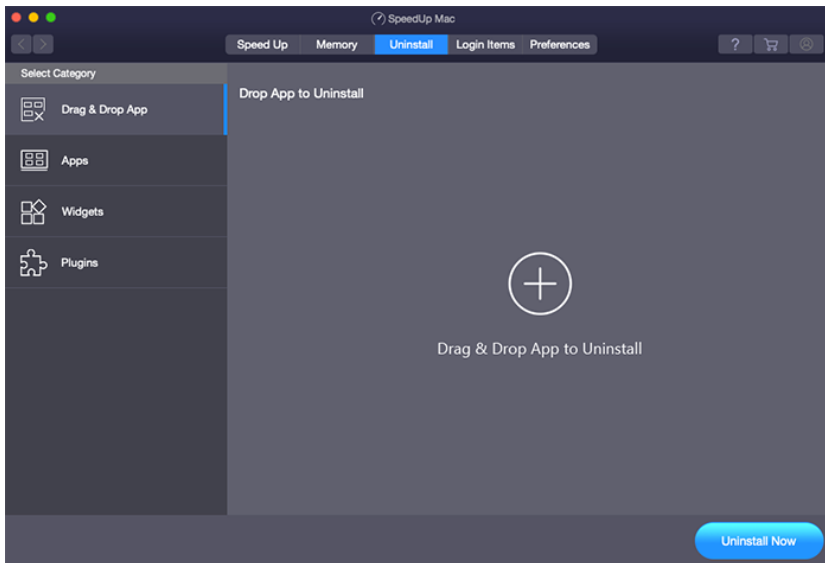 SpeedUp Mac
Speed Up Memory Uninstall Login Items Preferences ?
Select Category
Drag & Drop App
Apps
Widgets
Plugins
Drop App to Uninstall
Drag & Drop App to Uninstall
Uninstall Now